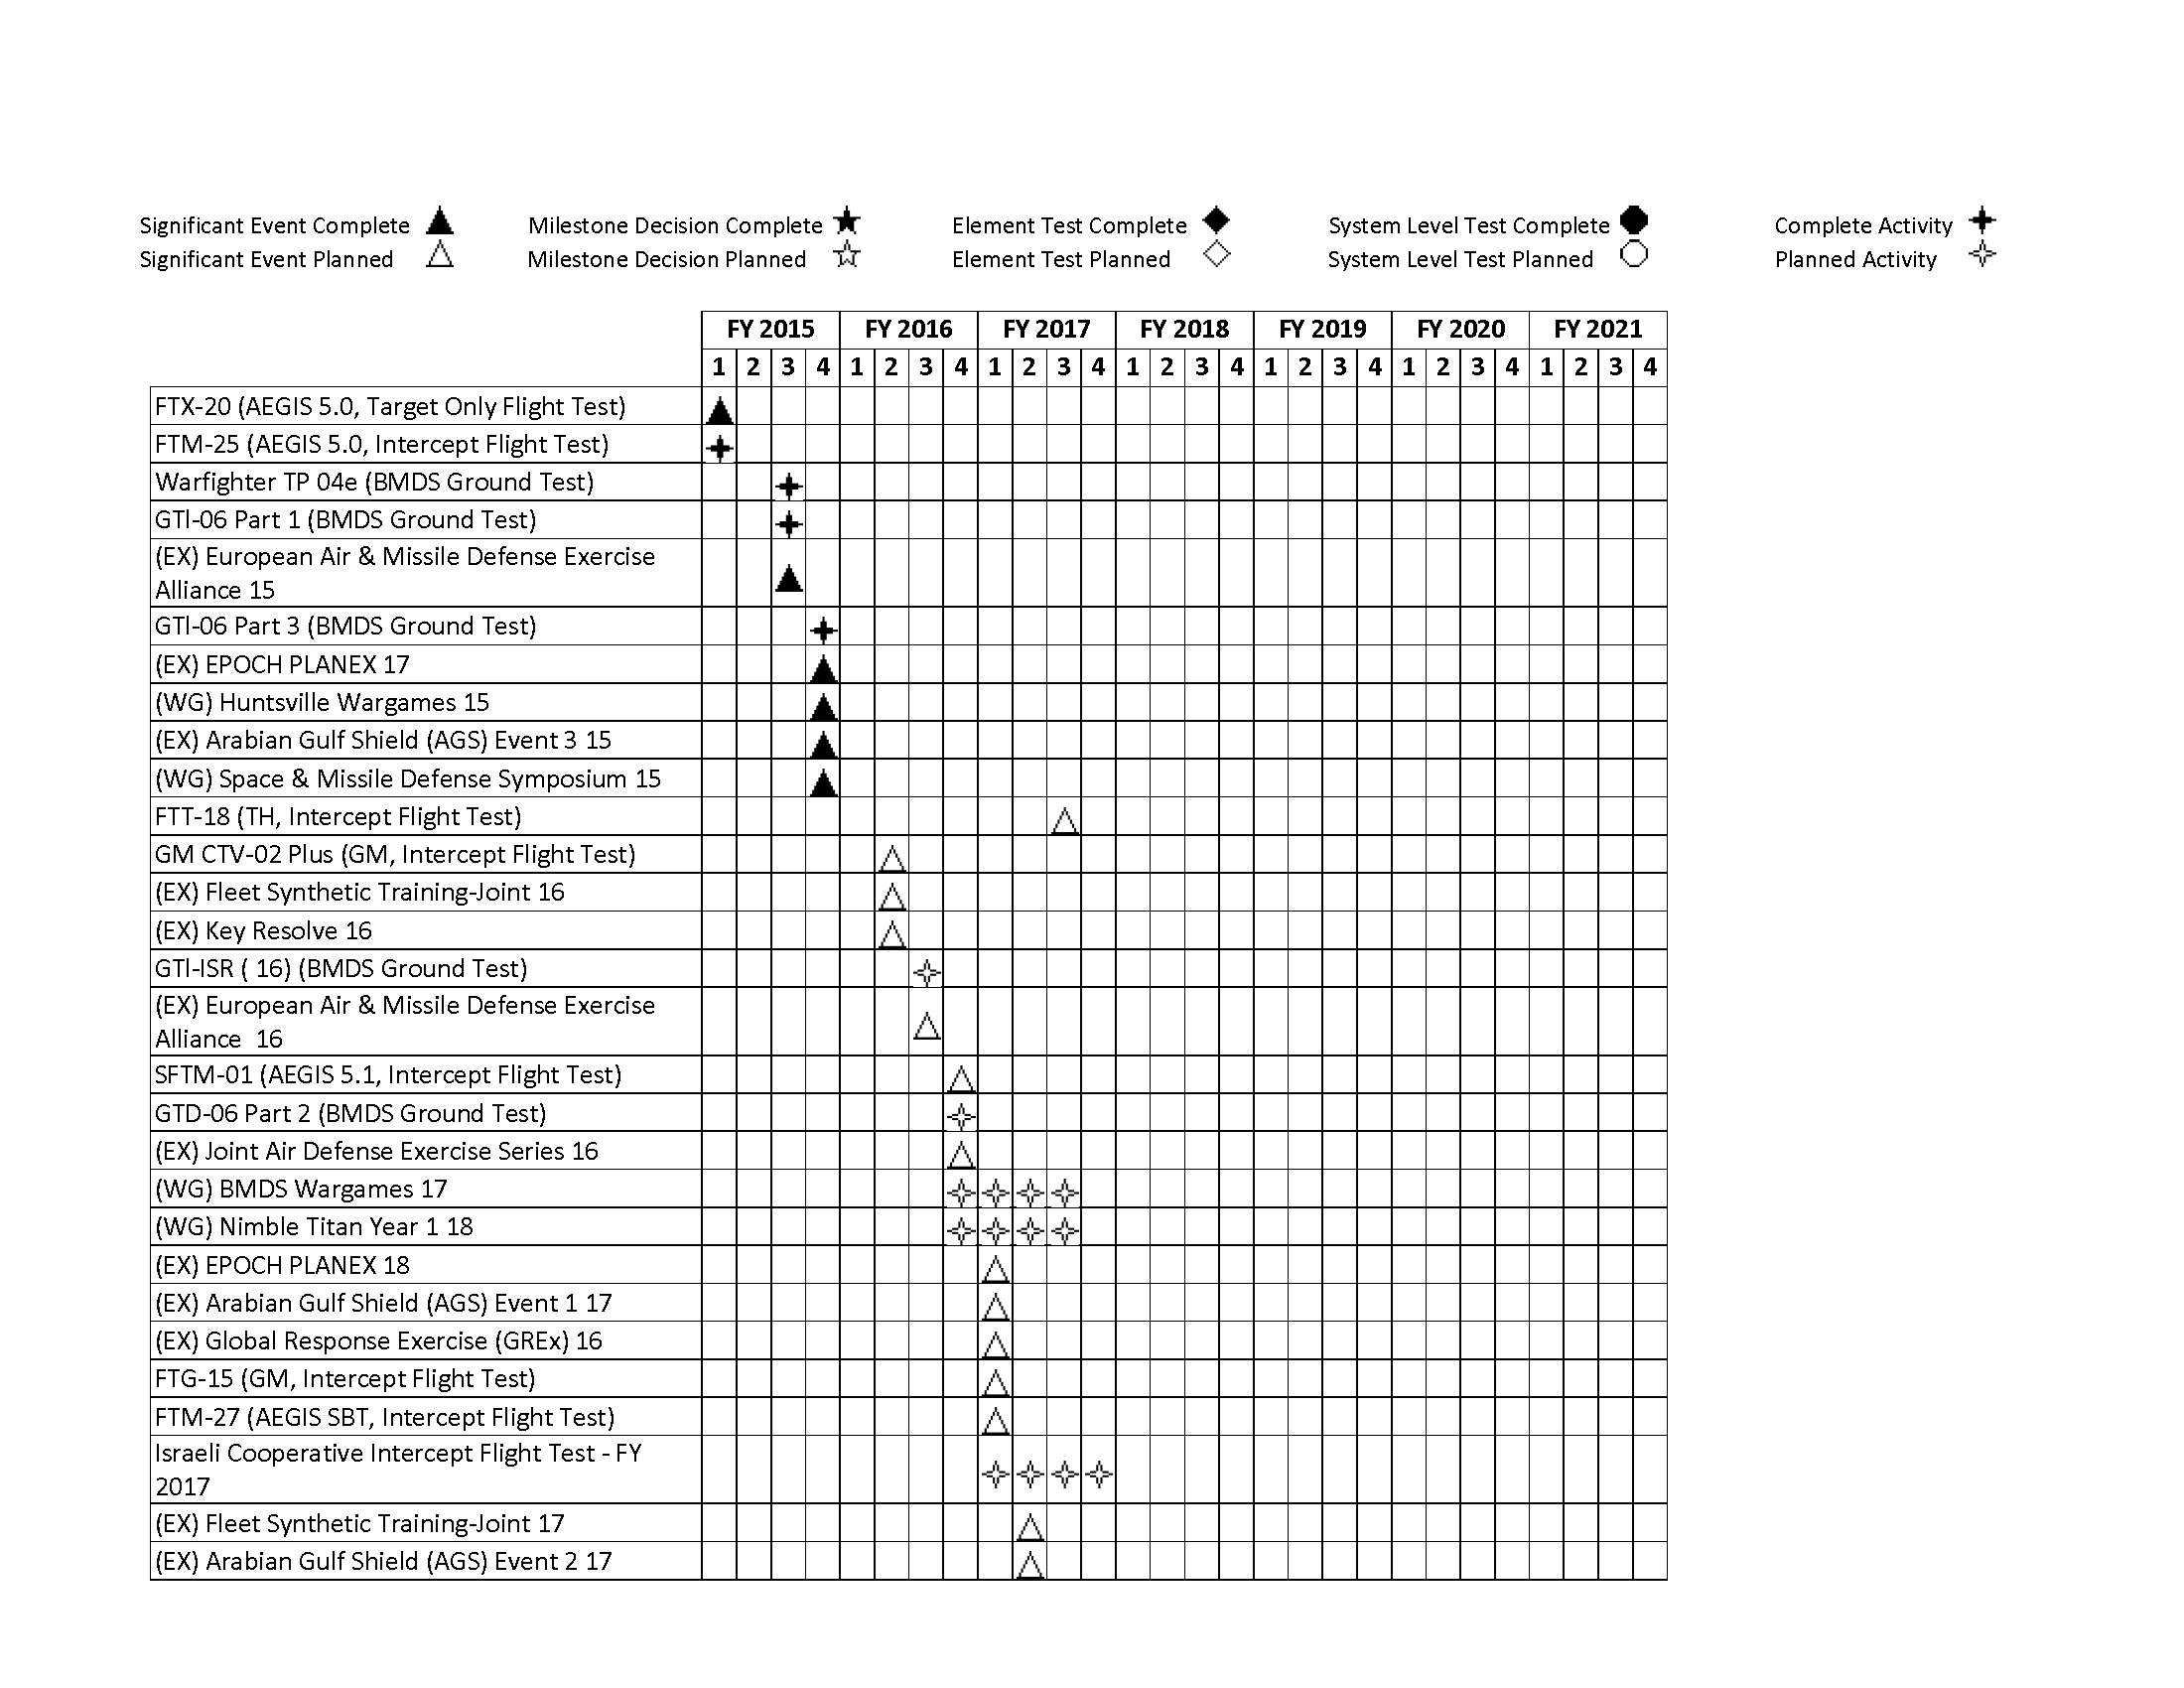 Significant Event Complete Milestone Decision Complete Element Test Complete System Level Test Complete Complete Activity
Significant Event Planned Milestone Decision Planned Element Test Planned System Level Test Planned Planned Activity
FY 2015 FY 2016 FY 2017 FY 2018 FY 2019 FY 2020 FY 2021
1 2 3 4 1 2 3 4 1 2 3 4 1 2 3 4 1 2 3 4 1 2 3 4 1 2 3 4
FTX-20 (AEGIS 5.0, Target Only Flight Test)
FTM-25 (AEGIS 5.0, Intercept Flight Test)
Warfighter TP 04e (BMDS Ground Test)
GTI-06 Part 1 (BMDS Ground Test)
(EX) European Air & Missile Defense Exercise
Alliance 15
GTI-06 Part 3 (BMDS Ground Test)
(EX) EPOCH PLANEX 17
(WG) Huntsville Wargames 15
(EX) Arabian Gulf Shield (AGS) Event 3 15
(WG) Space & Missile Defense Symposium 15
FTT-18 (TH, Intercept Flight Test)
GM CTV-02 Plus (GM, Intercept Flight Test)
(EX) Fleet Synthetic Training-Joint 16
(EX) Key Resolve 16
GTI-ISR ( 16) (BMDS Ground Test)
(EX) European Air & Missile Defense Exercise
Alliance 16
SFTM-01 (AEGIS 5.1, Intercept Flight Test)
GTD-06 Part 2 (BMDS Ground Test)
(EX) Joint Air Defense Exercise Series 16
(WG) BMDS Wargames 17
(WG) Nimble Titan Year 1 18
(EX) EPOCH PLANEX 18
(EX) Arabian Gulf Shield (AGS) Event 1 17
(EX) Global Response Exercise (GREx) 16
FTG-15 (GM, Intercept Flight Test)
FTM-27 (AEGIS SBT, Intercept Flight Test)
Israeli Cooperative Intercept Flight Test - FY
2017
(EX) Fleet Synthetic Training-Joint 17
(EX) Arabian Gulf Shield (AGS) Event 2 17